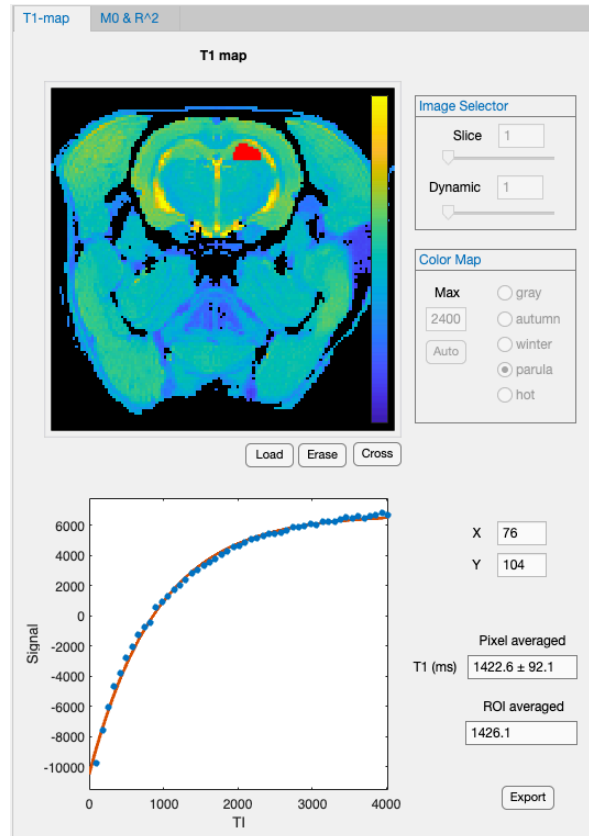 T1-map
M0 & R^2
T1 map
Image Selector
Slice
1
Dynamic
1
Color Map
Max
2400
Auto
gray
autumn
winter
parula
hot
Load
Erase
Cross
6000
4000
2000
0
-2000
-4000
-6000
-8000
-10000
Signal
0
1000
2000
3000
4000
TI
X
76
Y
104
Pixel averaged
T1 (ms)
1422.6 ± 92.1
ROI averaged
1426.1
Export